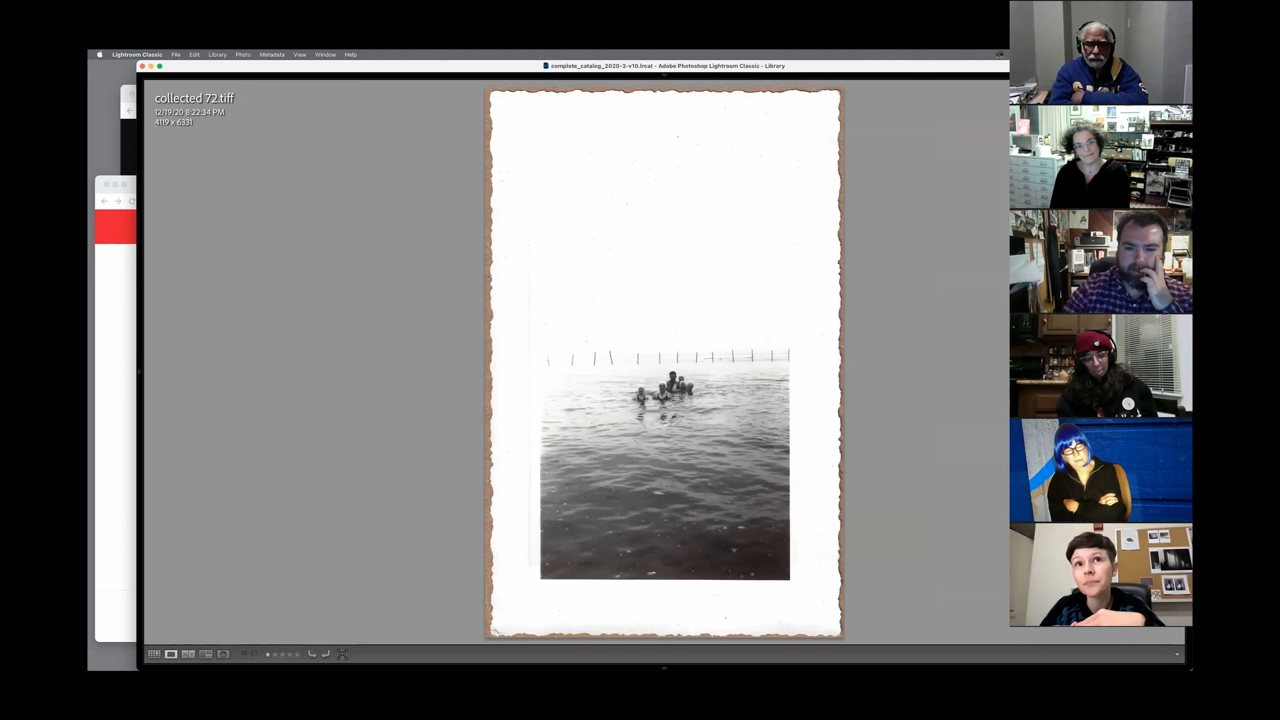 Lightroom Classic File Edit Library Photo Metadata View Window Help
complete_catalog_2020-3-v10.lrcat - Adobe Photoshop Lightroom Classic - Library
collected 72.tiff
12/19/20 8:22:34 PM
4119 x 6331